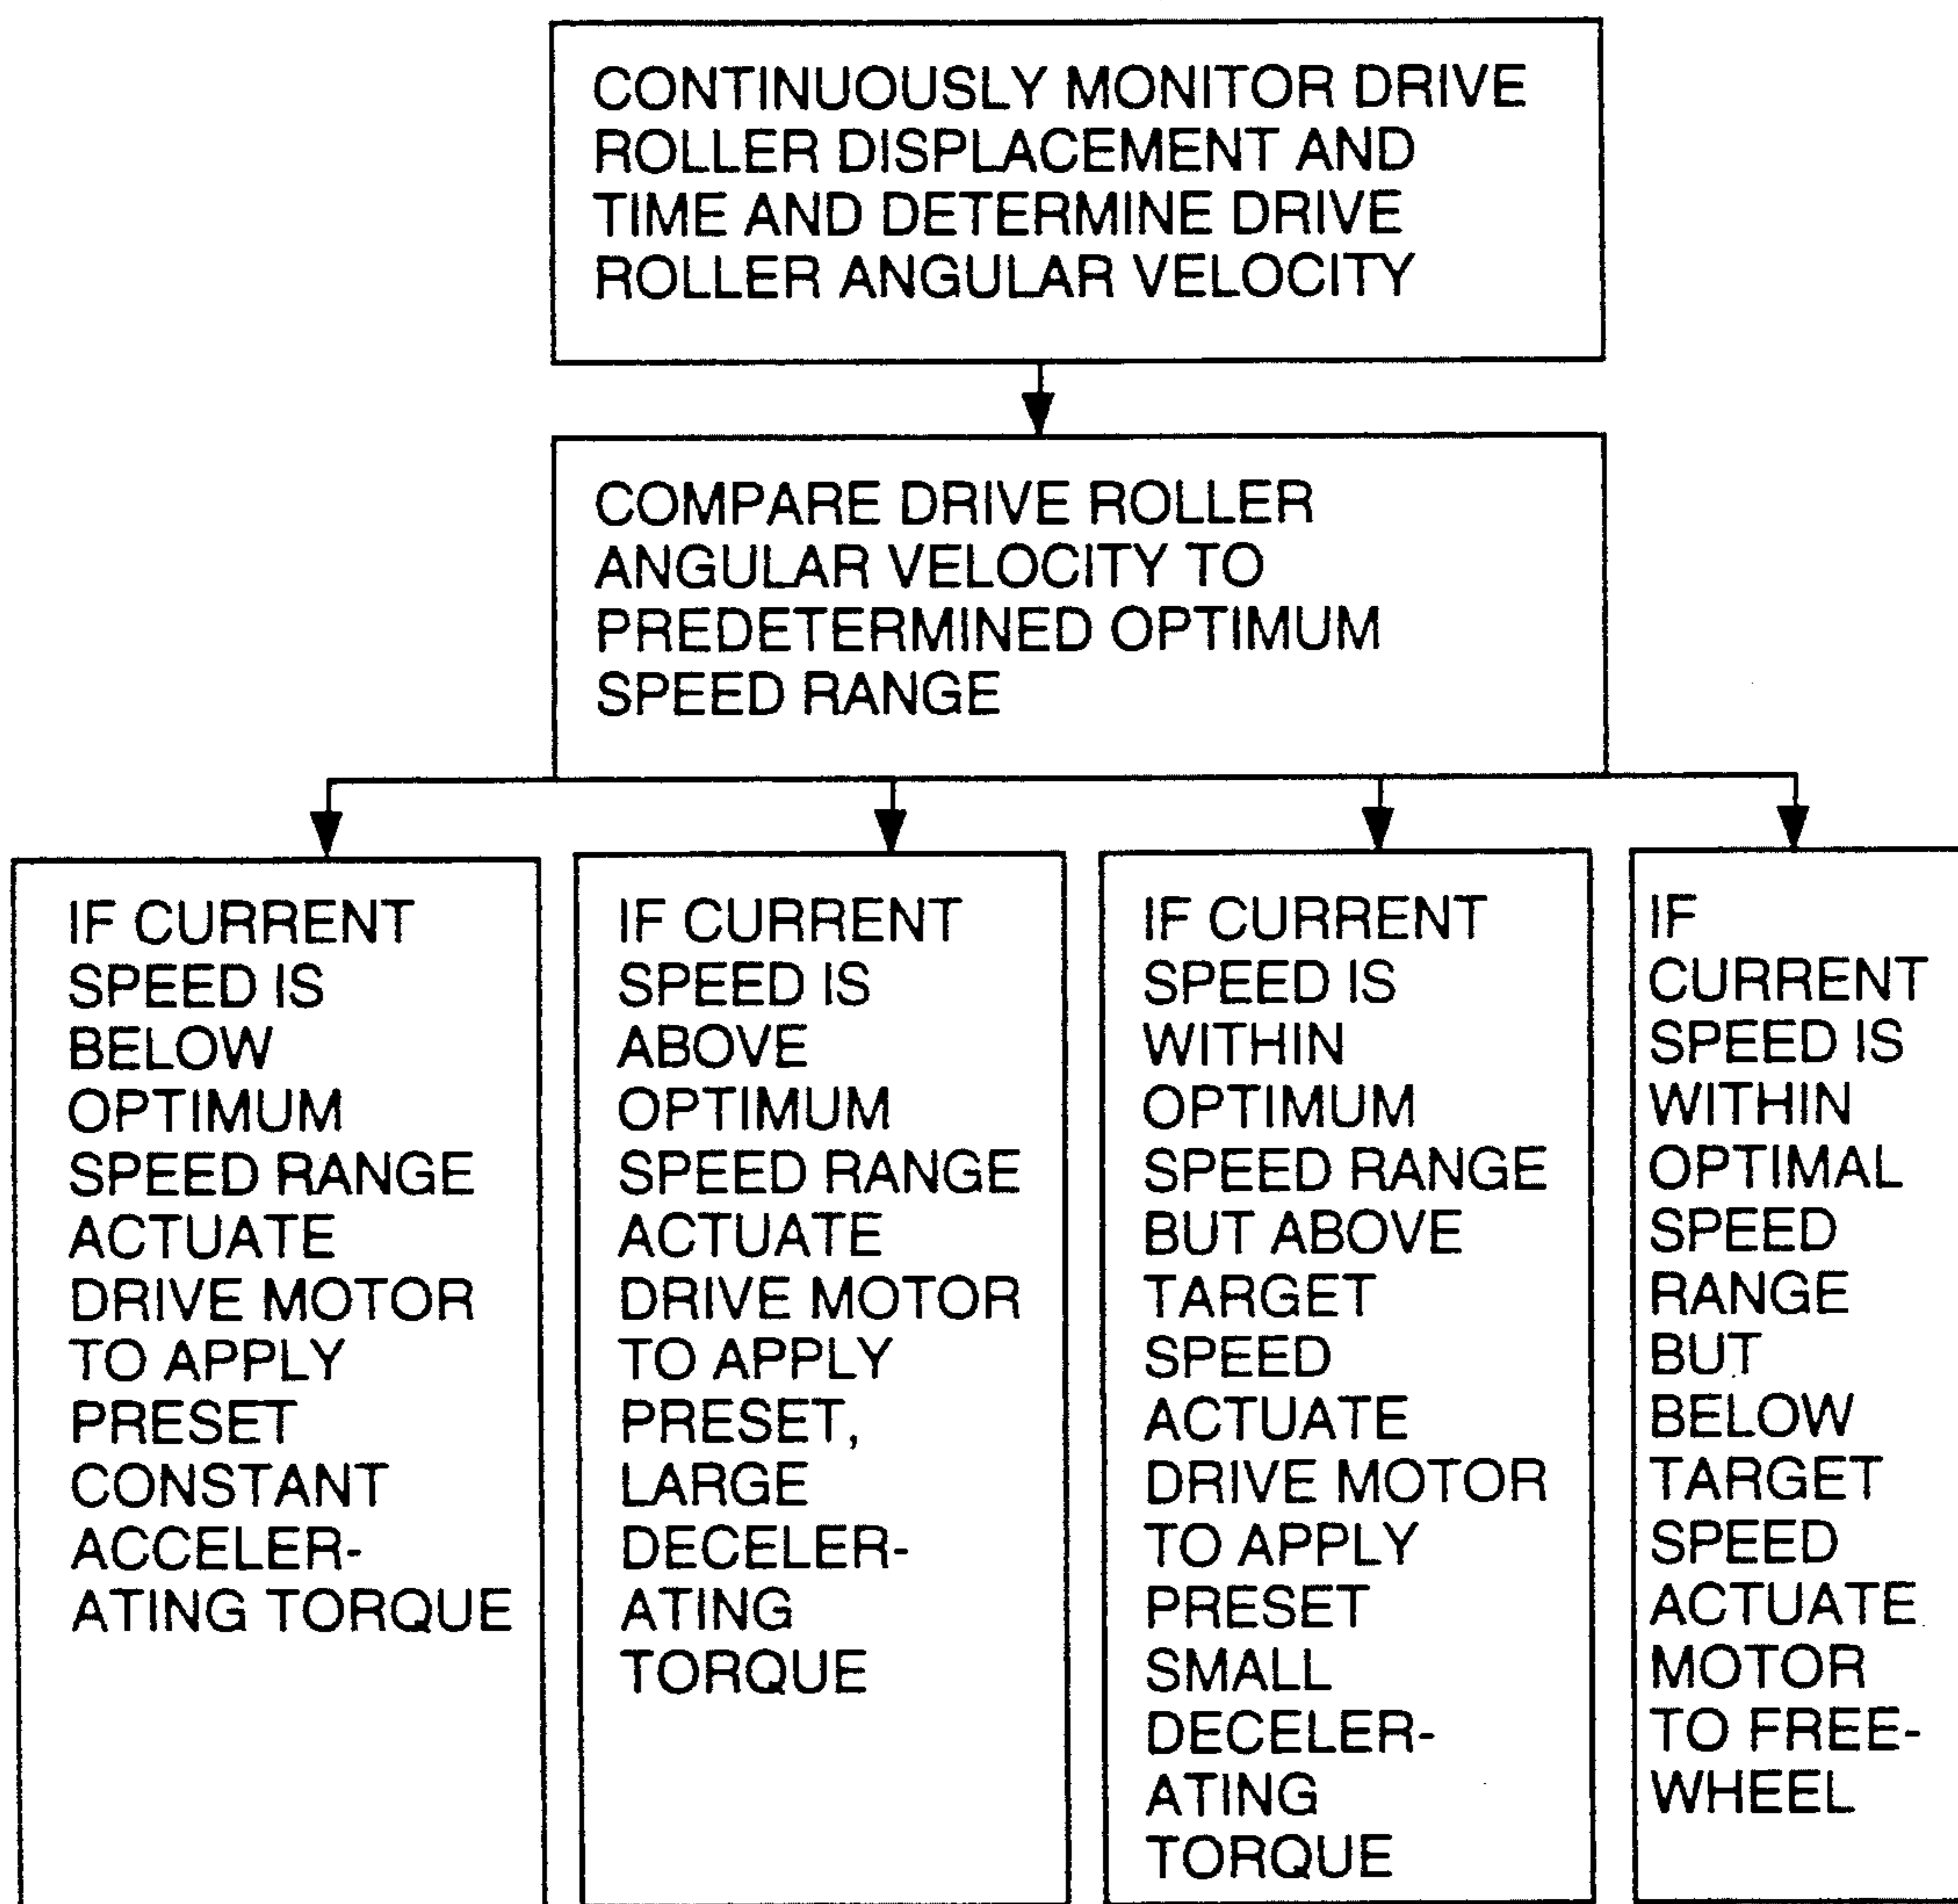 CONTINUOUSLY MONITOR DRIVE
ROLLER DISPLACEMENT AND
TIME AND DETERMINE DRIVE
ROLLER ANGULAR VELOCITY
COMPARE DRIVE ROLLER
ANGULAR VELOCITY TO
PREDETERMINED OPTIMUM
SPEED RANGE
IF CURRENT
SPEED IS
BELOW
OPTIMUM
SPEED RANGE
ACTUATE
DRIVE MOTOR
TO APPLY
PRESET
CONSTANT
ACCELER-
ATING TORQUE
IF CURRENT
SPEED IS
ABOVE
OPTIMUM
SPEED RANGE
ACTUATE
DRIVE MOTOR
TO APPLY
PRESET,
LARGE
DECELER-
ATING
TORQUE
IF CURRENT
SPEED IS
WITHIN
OPTIMUM
SPEED RANGE
BUT ABOVE
TARGET
SPEED
ACTUATE
DRIVE MOTOR
TO APPLY
PRESET
SMALL
DECELER-
ATING
TORQUE
IF
CURRENT
SPEED IS
WITHIN
OPTIMAL
SPEED
RANGE
BUT
BELOW
TARGET
SPEED
ACTUATE
MOTOR
TO FREE-
WHEEL